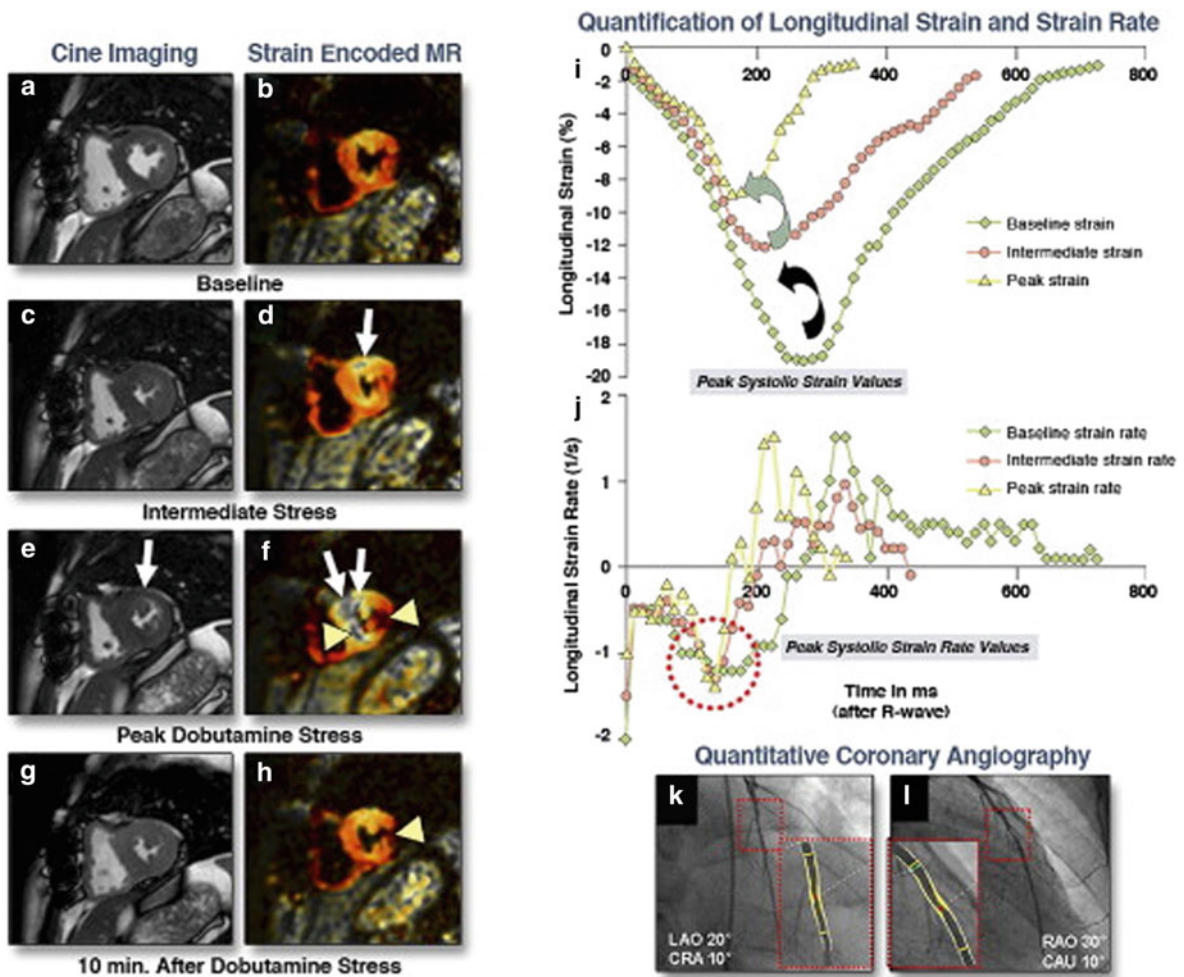 Cine Imaging
Strain Encoded MR
a
b
Baseline
c
d
Intermediate Stress
e
f
Peak Dobutamine Stress
g
h
10 min. After Dobutamine Stress
Quantification of Longitudinal Strain and Strain Rate
i
Longitudinal Strain (%)
0
-2
-4
-6
-8
-10
-12
-14
-16
-18
-20
0
200
400
600
800
Baseline strain
Intermediate strain
Peak strain
Peak Systolic Strain Values
j
Longitudinal Strain Rate (1/s)
2
1
0
-1
-2
0
200
400
600
800
Baseline strain rate
Intermediate strain rate
Peak strain rate
Peak Systolic Strain Rate Values
Time in ms
(after R-wave)
Quantitative Coronary Angiography
k
LAO 20°
CRA 10°
l
RAO 30°
CAU 10°